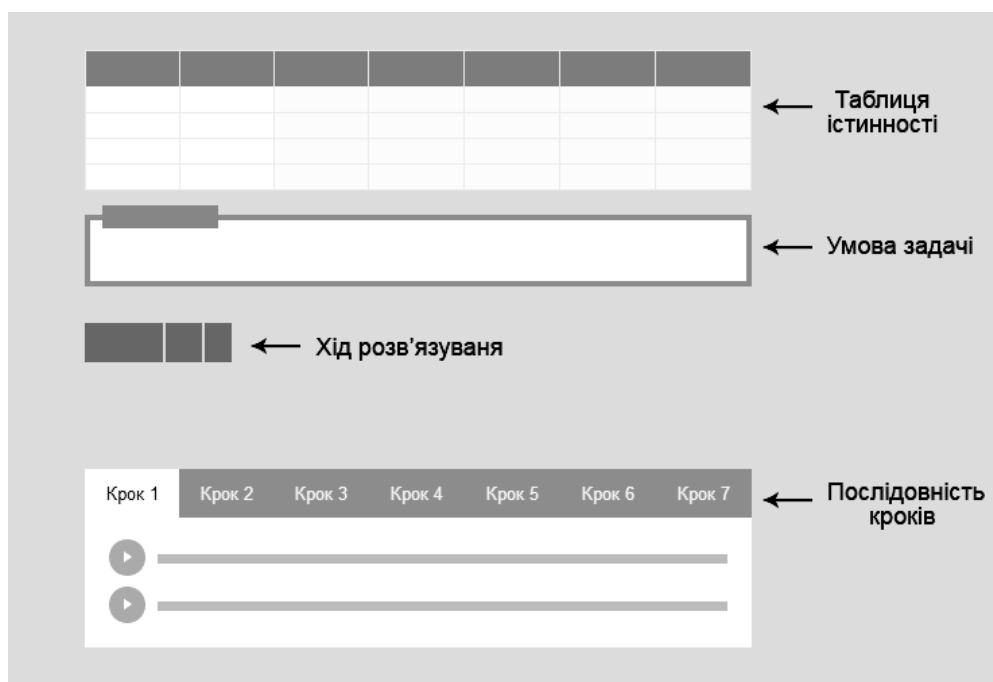 Таблиця
істинності
Умова задачі
Хід розв'язуваня
Крок 1 Крок 2 Крок 3 Крок 4 Крок 5 Крок 6 Крок 7
Послідовність
кроків